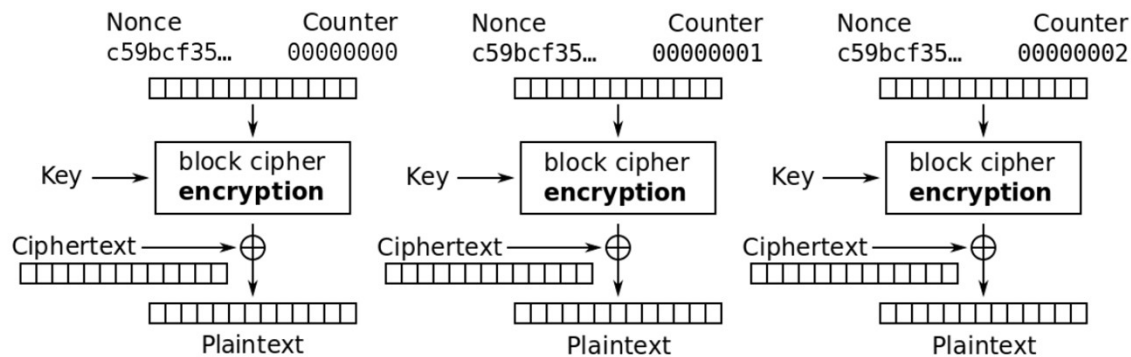 Nonce Counter Nonce Counter Nonce Counter
c59bcf35… 00000000 c59bcf35… 00000001 c59bcf35… 00000002
block cipher block cipher block cipher
Key Key Key
encryption encryption encryption
Ciphertext Ciphertext Ciphertext
Plaintext Plaintext Plaintext